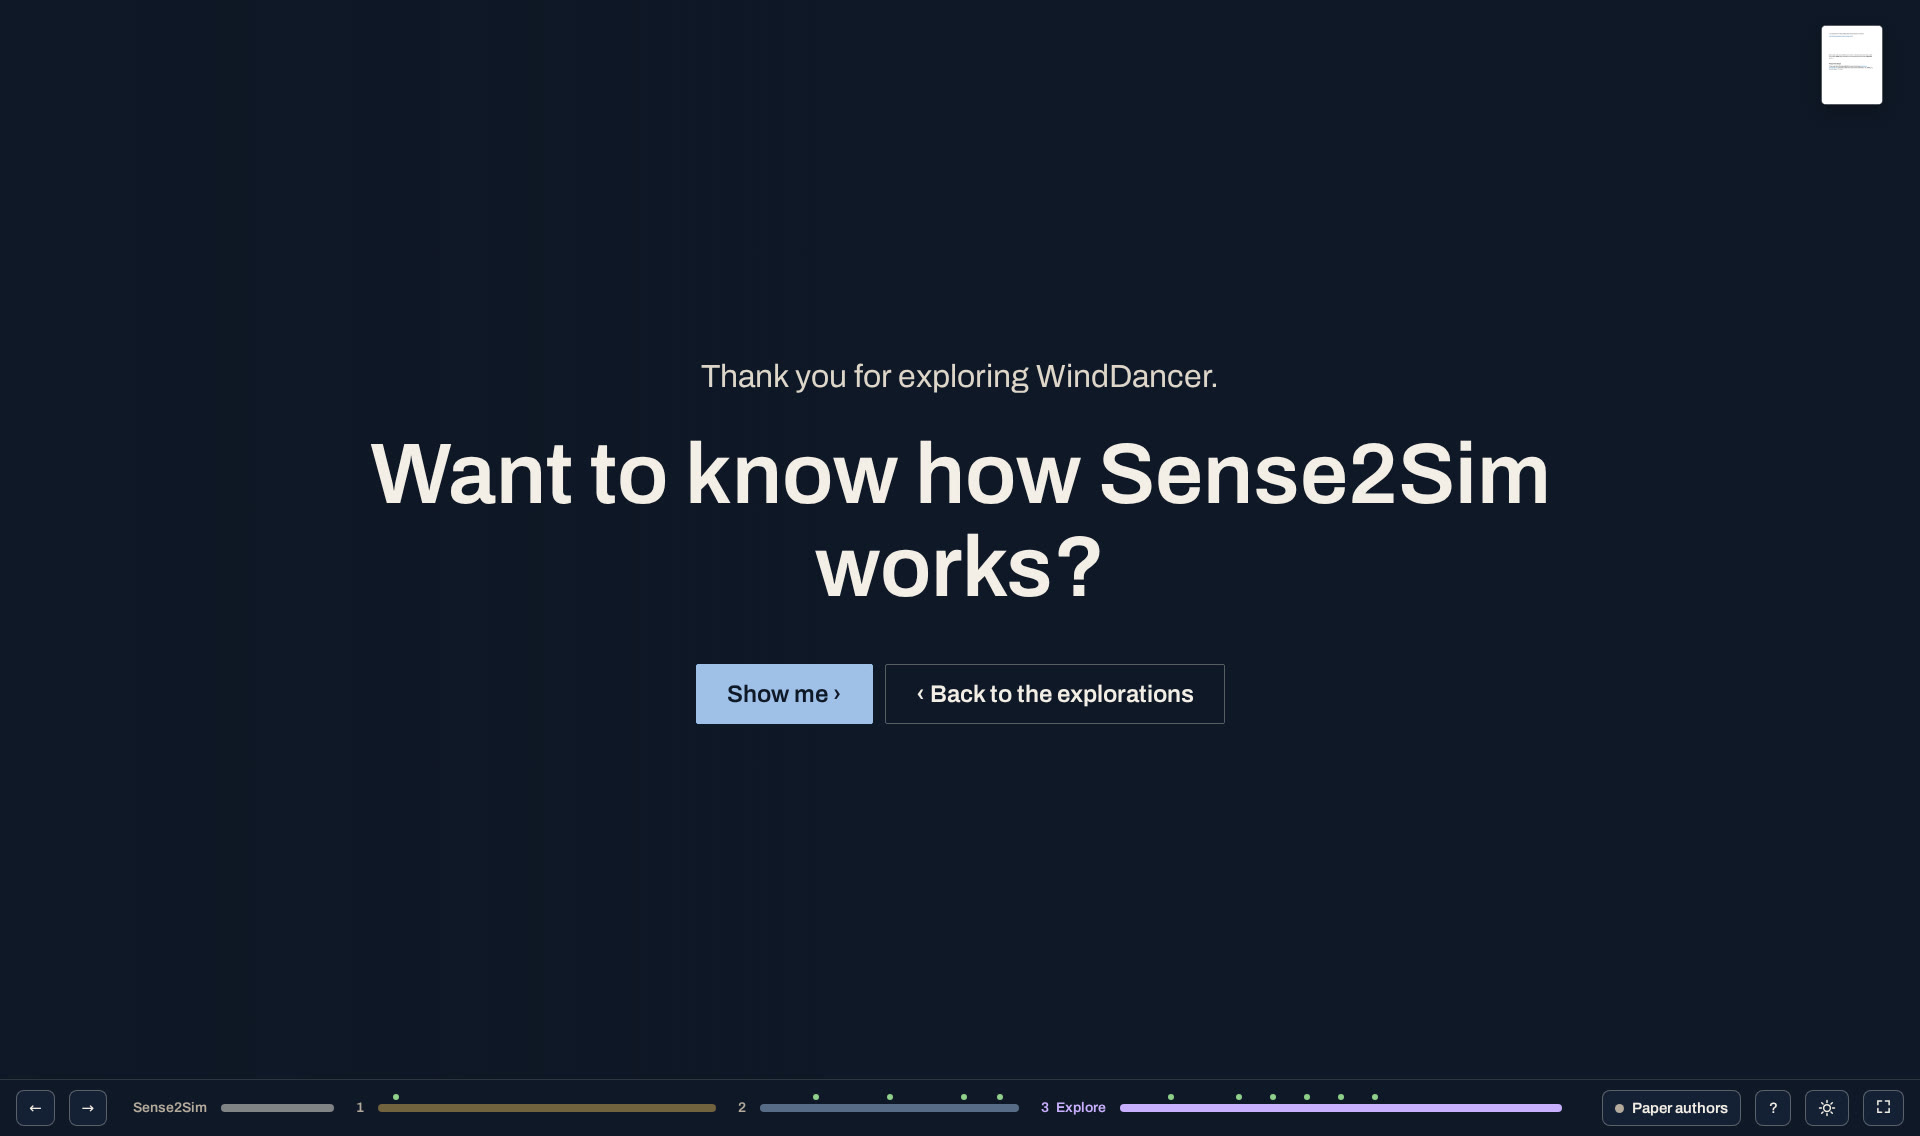 Thank you for exploring WindDancer.
Want to know how Sense2Sim
works?
Show me ›
‹ Back to the explorations
← → Sense2Sim 1 2 3 Explore Paper authors ?